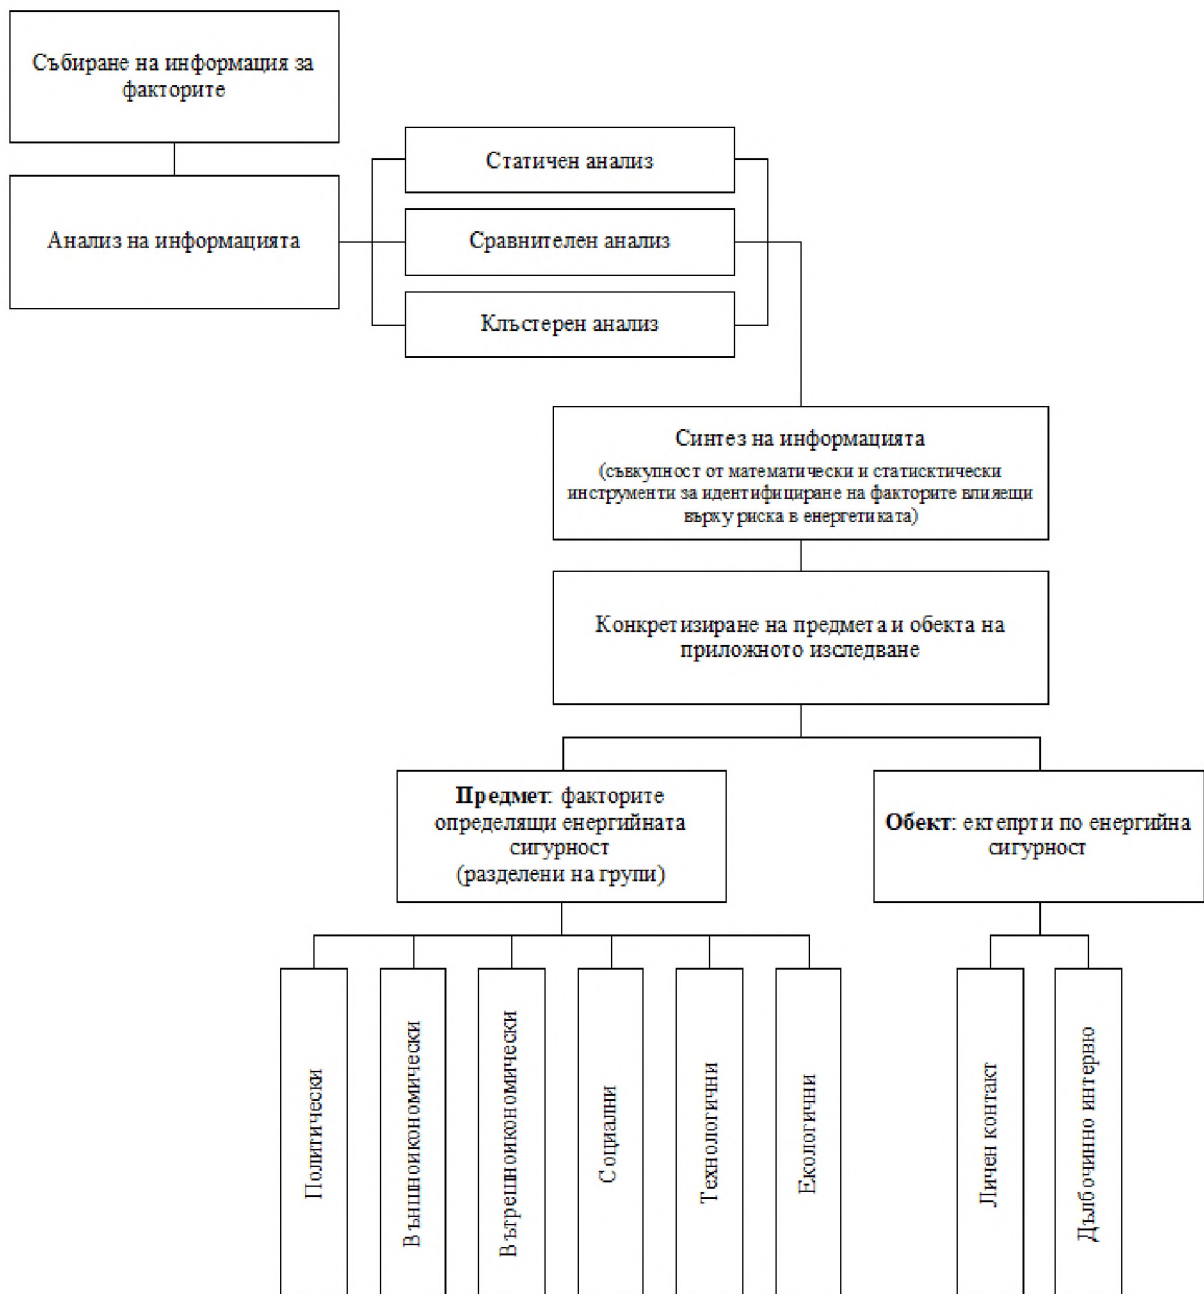 Събиране на информация за
факторите
Анализ на информацията
Статичен анализ
Сравнителен анализ
Клъстерен анализ
Синтез на информацията
(съвкупност от математически и статисктически
инструменти за идентифициране на факторите влияещи
върху риска в енергетиката)
Конкретизиране на предмета и обекта на
приложното изследване
Предмет: факторите
определящи енергийната
сигурност
(разделени на групи)
Обект: ектепрти по енергийна
сигурност
Политически
Външноикономически
Вътрешноикономически
Социални
Технологични
Екологични
Личен контакт
Дълбочинно интервю